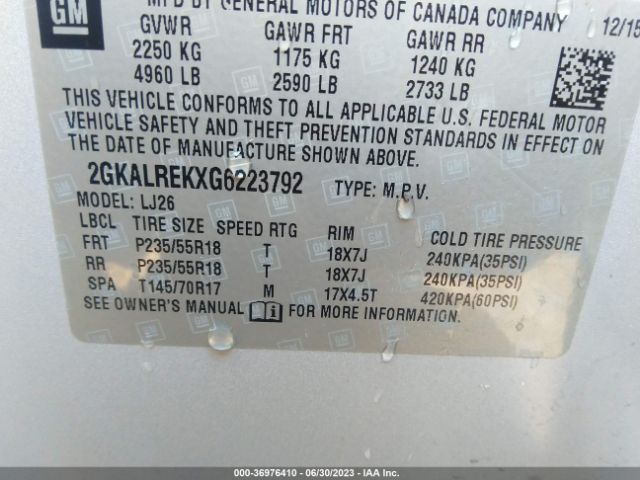 GM
MFD BY GENERAL MOTORS OF CANADA COMPANY 12/15
GVWR GAWR FRT GAWR RR
2250 KG 1175 KG 1240 KG
4960 LB 2590 LB 2733 LB
THIS VEHICLE CONFORMS TO ALL APPLICABLE U.S. FEDERAL MOTOR
VEHICLE SAFETY AND THEFT PREVENTION STANDARDS IN EFFECT ON
THE DATE OF MANUFACTURE SHOWN ABOVE.
2GKALREKXG6223792 TYPE: M.P.V.
MODEL: LJ26
LBCL TIRE SIZE SPEED RTG RIM COLD TIRE PRESSURE
FRT P235/55R18 T 18X7J 240KPA(35PSI)
RR P235/55R18 T 18X7J 240KPA(35PSI)
SPA T145/70R17 M 17X4.5T 420KPA(60PSI)
SEE OWNER'S MANUAL i FOR MORE INFORMATION.
000-36976410 - 06/30/2023 - IAAI.COM